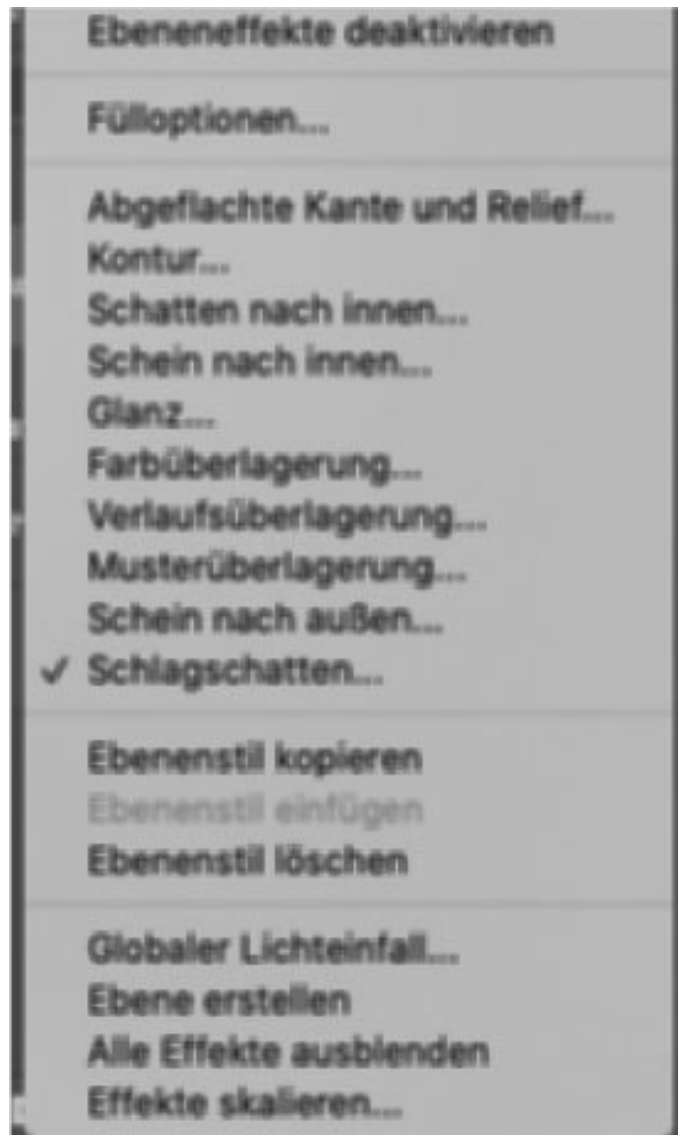 Ebeneneffekte deaktivieren
Fülloptionen...
Abgeflachte Kante und Relief...
Kontur...
Schatten nach innen...
Schein nach innen...
Glanz...
Farbüberlagerung...
Verlaufsüberlagerung...
Musterüberlagerung...
Schein nach außen...
✓ Schlagschatten...
Ebenenstil kopieren
Ebenenstil einfügen
Ebenenstil löschen
Globaler Lichteinfall...
Ebene erstellen
Alle Effekte ausblenden
Effekte skalieren...